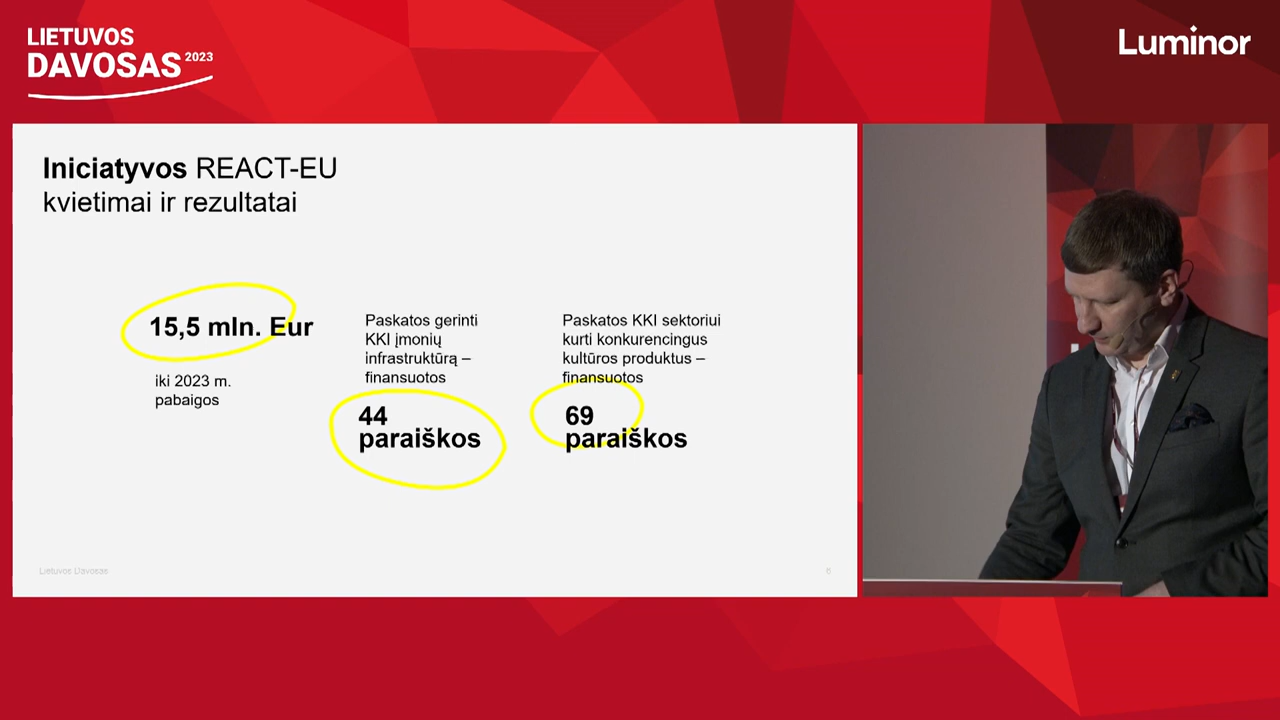 LIETUVOS
DAVOSAS 2023
Luminor
Iniciatyvos REACT-EU
kvietimai ir rezultatai
15,5 mln. Eur
iki 2023 m.
pabaigos
Paskatos gerinti
KKI įmonių
infrastruktūrą –
finansuotos
44
paraiškos
Paskatos KKI sektoriui
kurti konkurencingus
kultūros produktus –
finansuotos
69
paraiškos
Lietuvos Davosas
6